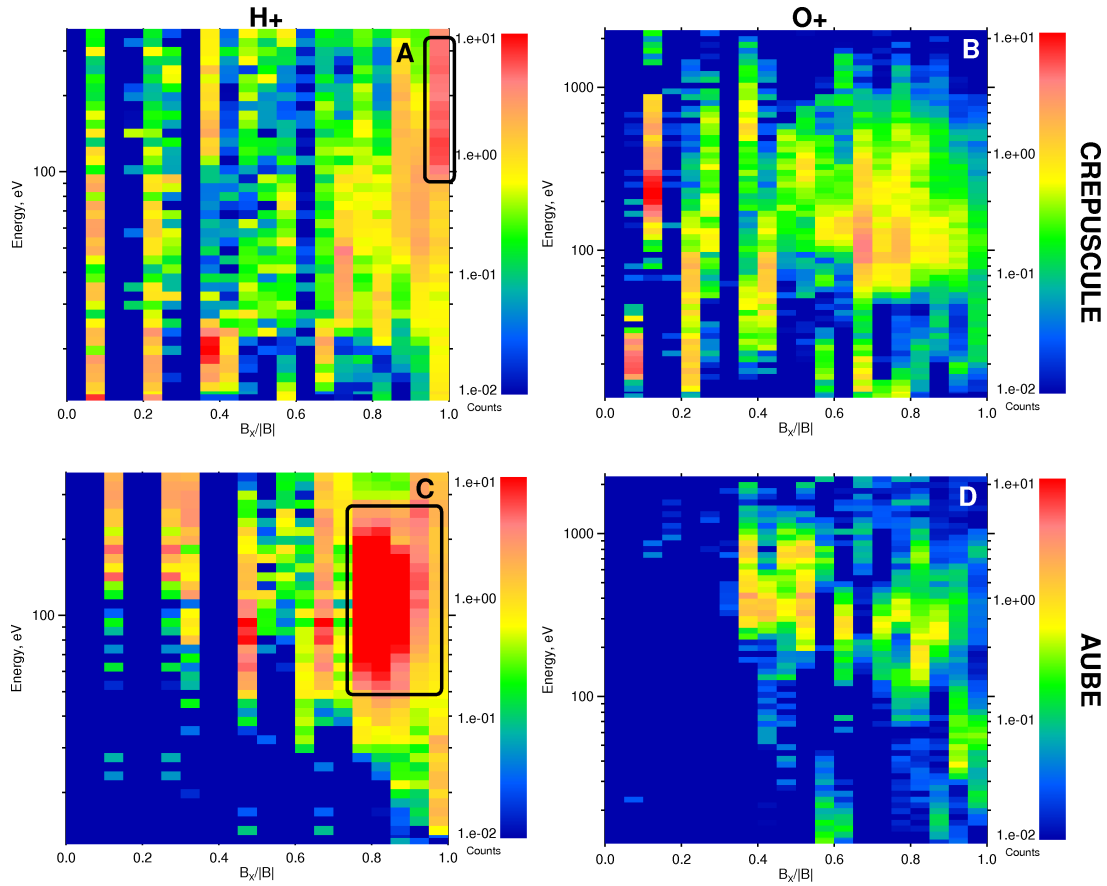 H+
O+
A
B
1.e+01
1.e+00
1.e-01
1.e-02
Counts
1.e+01
1.e+00
1.e-01
1.e-02
Counts
CREPUSCULE
Energy, eV
100
0.0 0.2 0.4 0.6 0.8 1.0
BX/|B|
Energy, eV
1000
100
0.0 0.2 0.4 0.6 0.8 1.0
BX/|B|
C
D
1.e+01
1.e+00
1.e-01
1.e-02
Counts
1.e+01
1.e+00
1.e-01
1.e-02
Counts
AUBE
Energy, eV
100
0.0 0.2 0.4 0.6 0.8 1.0
BX/|B|
Energy, eV
1000
100
0.0 0.2 0.4 0.6 0.8 1.0
BX/|B|